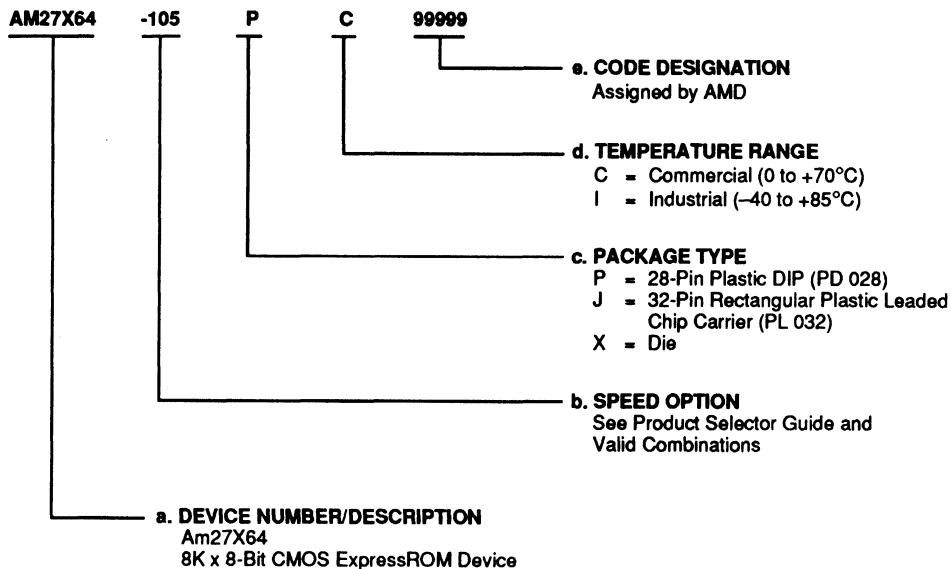 AM27X64 -105 P C 99999
e. CODE DESIGNATION
Assigned by AMD
d. TEMPERATURE RANGE
C = Commercial (0 to +70°C)
I = Industrial (–40 to +85°C)
c. PACKAGE TYPE
P = 28-Pin Plastic DIP (PD 028)
J = 32-Pin Rectangular Plastic Leaded
Chip Carrier (PL 032)
X = Die
b. SPEED OPTION
See Product Selector Guide and
Valid Combinations
a. DEVICE NUMBER/DESCRIPTION
Am27X64
8K x 8-Bit CMOS ExpressROM Device